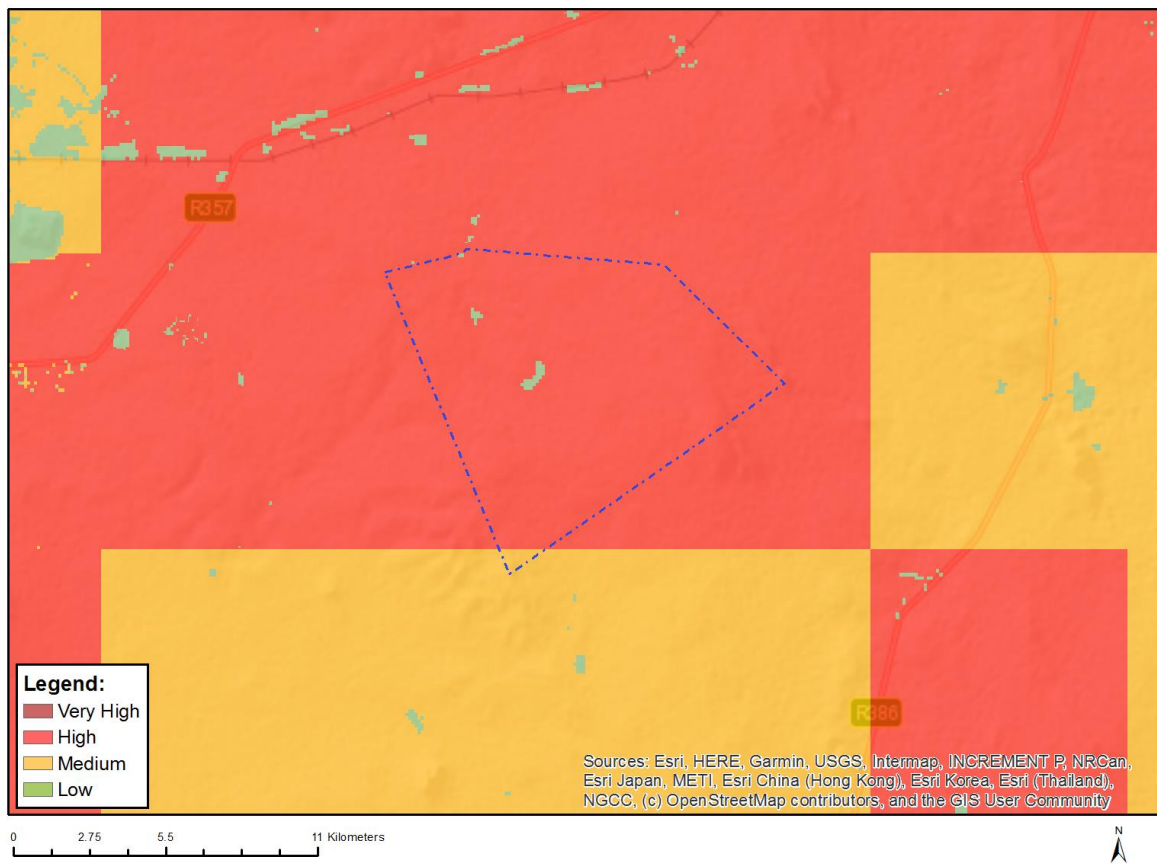 R357
R386
Legend:
Very High
High
Medium
Low
Sources: Esri, HERE, Garmin, USGS, Intermap, INCREMENT P, NRCan,
Esri Japan, METI, Esri China (Hong Kong), Esri Korea, Esri (Thailand),
NGCC, (c) OpenStreetMap contributors, and the GIS User Community
0 2.75 5.5 11 Kilometers
N